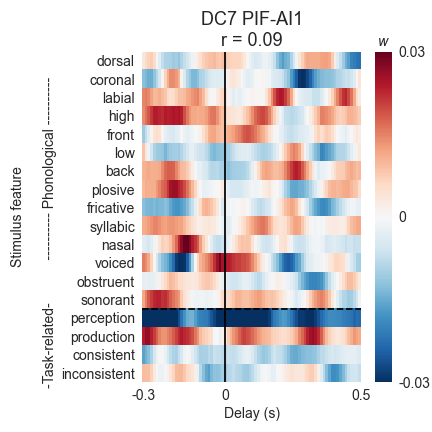 DC7 PIF-AI1
r = 0.09
w
dorsal
coronal
labial
high
front
low
back
plosive
fricative
syllabic
nasal
voiced
obstruent
sonorant
perception
production
consistent
inconsistent
Stimulus feature
-Task-related- ---------- Phonological ----------
0.03
0
-0.03
-0.3 0 0.5
Delay (s)